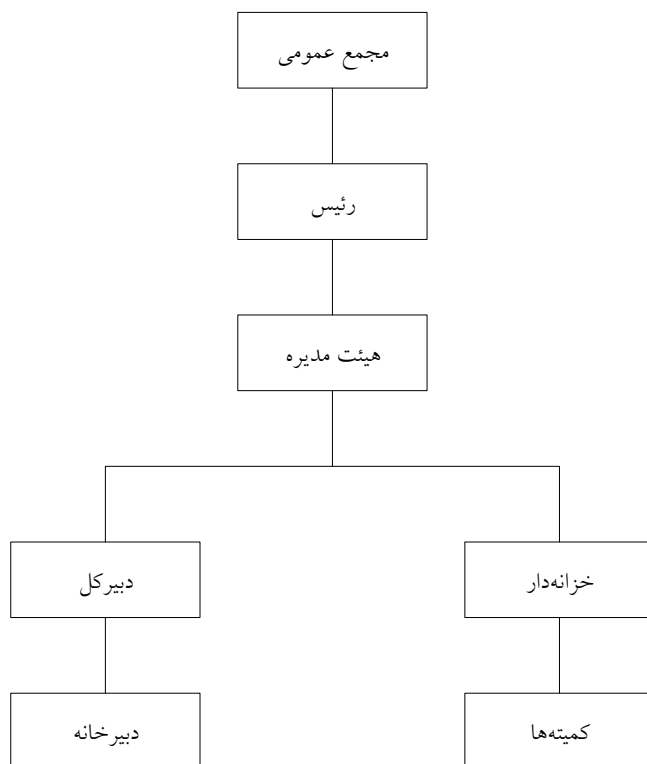 مجمع عمومی
رئیس
هیئت مدیره
خزانه‌دار
دبیرکل
کمیته‌ها
دبیرخانه